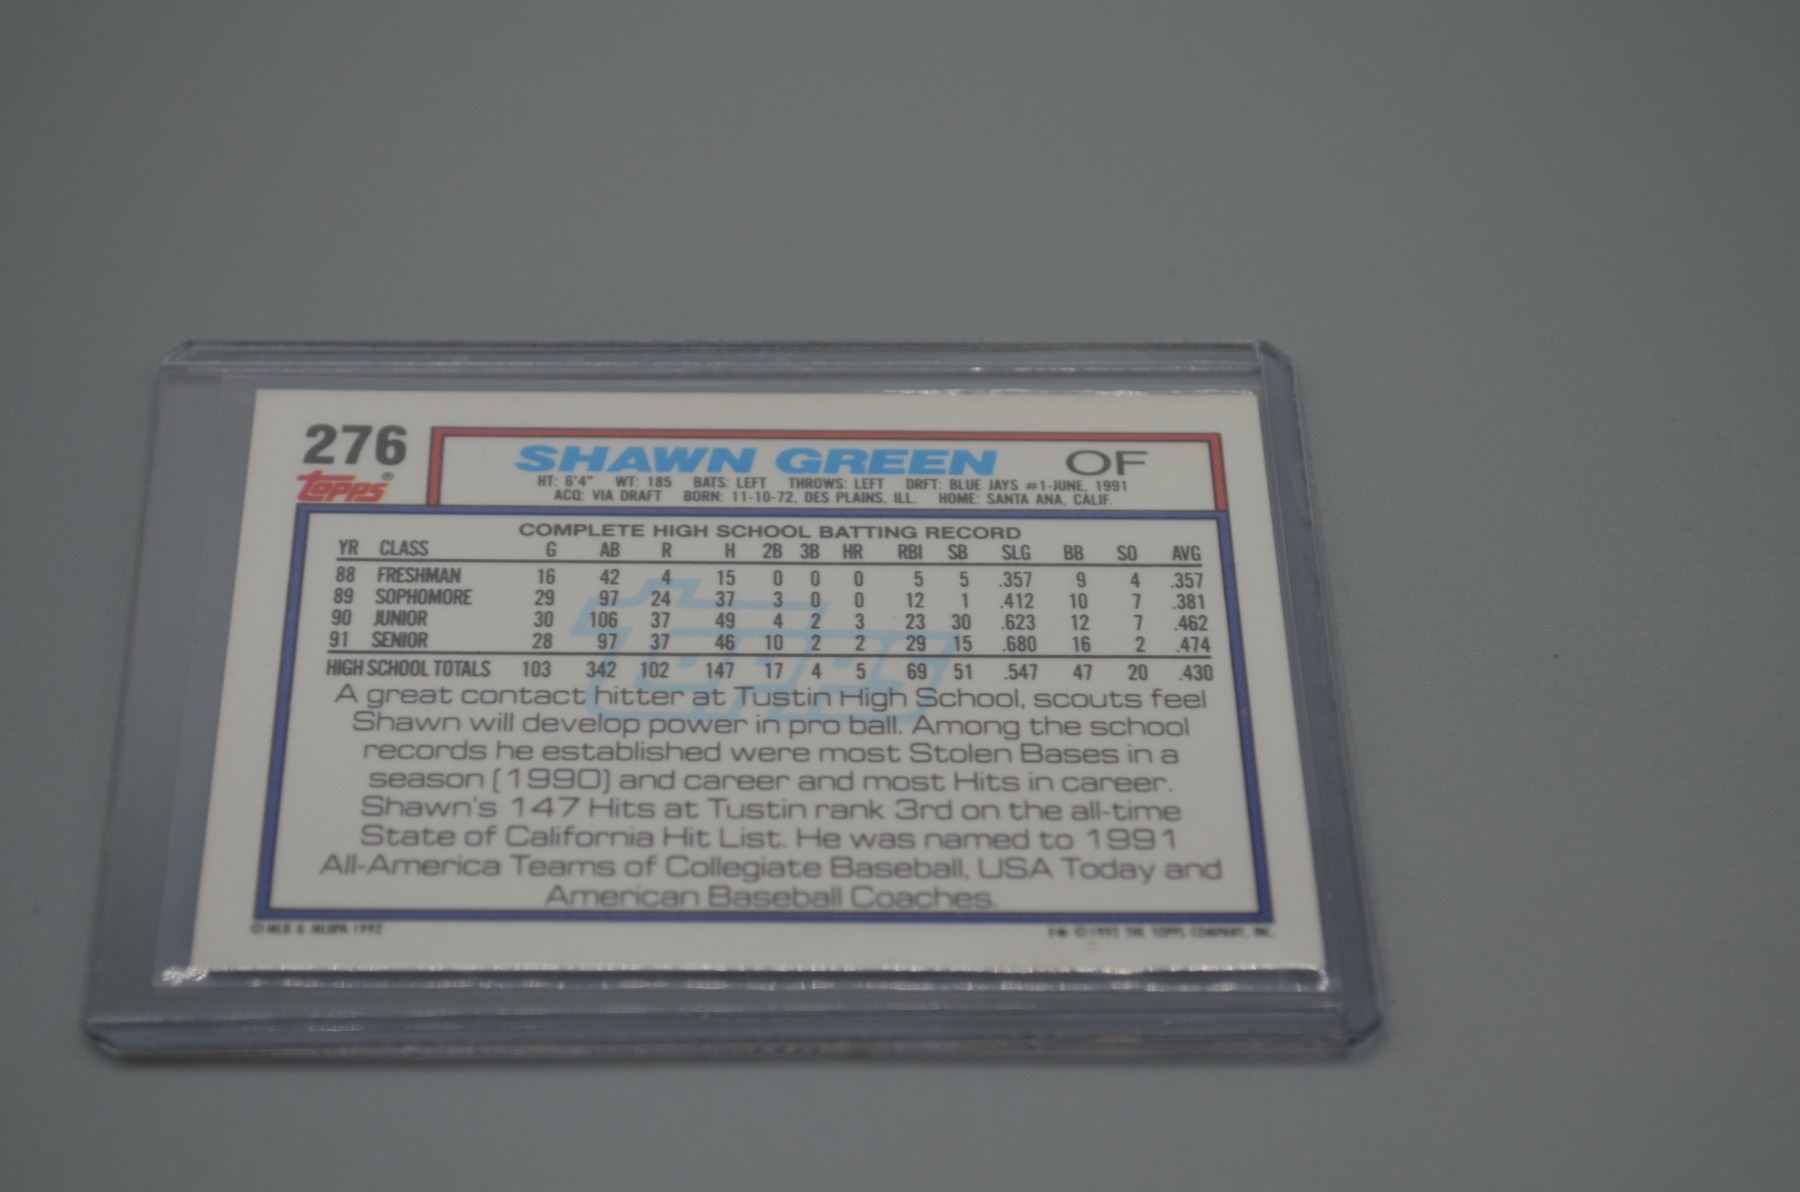 276
topps®
SHAWN GREEN OF
HT: 6'4" WT: 185 BATS: LEFT THROWS: LEFT DRFT: BLUE JAYS #1-JUNE, 1991
ACQ: VIA DRAFT BORN: 11-10-72, DES PLAINS, ILL. HOME: SANTA ANA, CALIF.
COMPLETE HIGH SCHOOL BATTING RECORD
YR CLASS G AB R H 2B 3B HR RBI SB SLG BB SO AVG
88 FRESHMAN 16 42 4 15 0 0 0 5 5 .357 9 4 .357
89 SOPHOMORE 29 97 24 37 3 0 0 12 1 .412 10 7 .381
90 JUNIOR 30 106 37 49 4 2 3 23 30 .623 12 7 .462
91 SENIOR 28 97 37 46 10 2 2 29 15 .680 16 2 .474
HIGH SCHOOL TOTALS 103 342 102 147 17 4 5 69 51 .547 47 20 .430
topps
A great contact hitter at Tustin High School, scouts feel
Shawn will develop power in pro ball. Among the school
records he established were most Stolen Bases in a
season (1990) and career and most Hits in career.
Shawn's 147 Hits at Tustin rank 3rd on the all-time
State of California Hit List. He was named to 1991
All-America Teams of Collegiate Baseball, USA Today and
American Baseball Coaches.
© MLB & MLBPA 1992
© 1992 THE TOPPS COMPANY, INC.